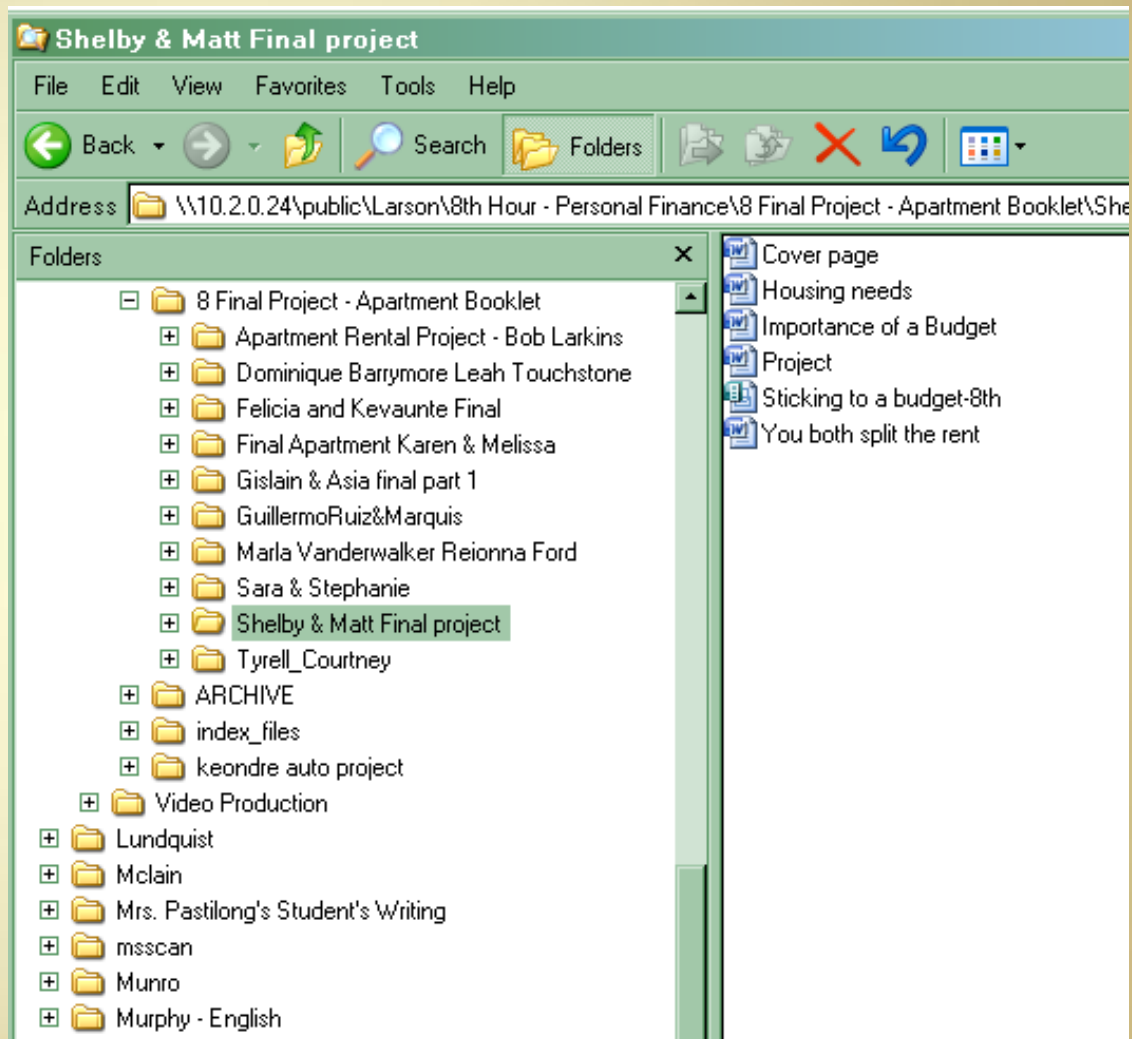 Shelby & Matt Final project
File Edit View Favorites Tools Help
Back Search Folders
Address \\10.2.0.24\public\Larson\8th Hour - Personal Finance\8 Final Project - Apartment Booklet\She
Folders
8 Final Project - Apartment Booklet
Apartment Rental Project - Bob Larkins
Dominique Barrymore Leah Touchstone
Felicia and Kevaunte Final
Final Apartment Karen & Melissa
Gislain & Asia final part 1
GuillermoRuiz&Marquis
Marla Vanderwalker Reionna Ford
Sara & Stephanie
Shelby & Matt Final project
Tyrell_Courtney
ARCHIVE
index_files
keondre auto project
Video Production
Lundquist
Mclain
Mrs. Pastilong's Student's Writing
msscan
Munro
Murphy - English
Cover page
Housing needs
Importance of a Budget
Project
Sticking to a budget-8th
You both split the rent